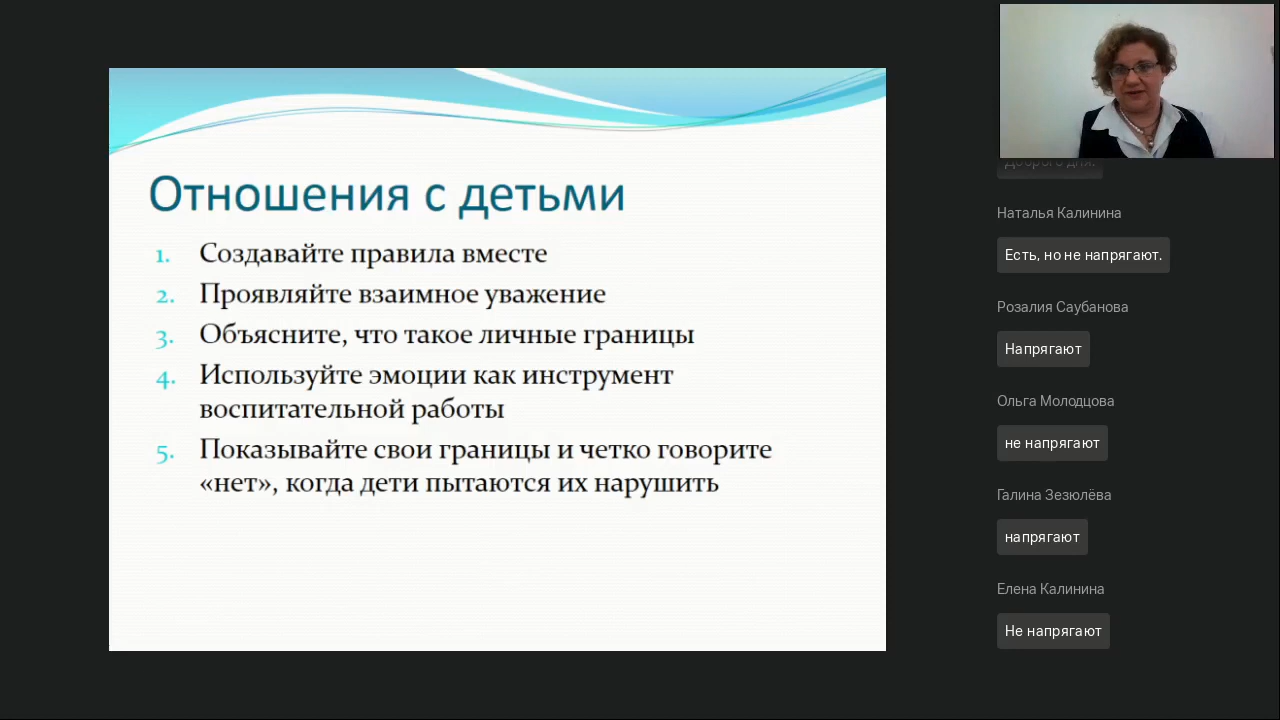 Отношения с детьми
1. Создавайте правила вместе
2. Проявляйте взаимное уважение
3. Объясните, что такое личные границы
4. Используйте эмоции как инструмент
воспитательной работы
5. Показывайте свои границы и четко говорите
«нет», когда дети пытаются их нарушить
Доброго дня.
Наталья Калинина
Есть, но не напрягают.
Розалия Саубанова
Напрягают
Ольга Молодцова
не напрягают
Галина Зезюлёва
напрягают
Елена Калинина
Не напрягают